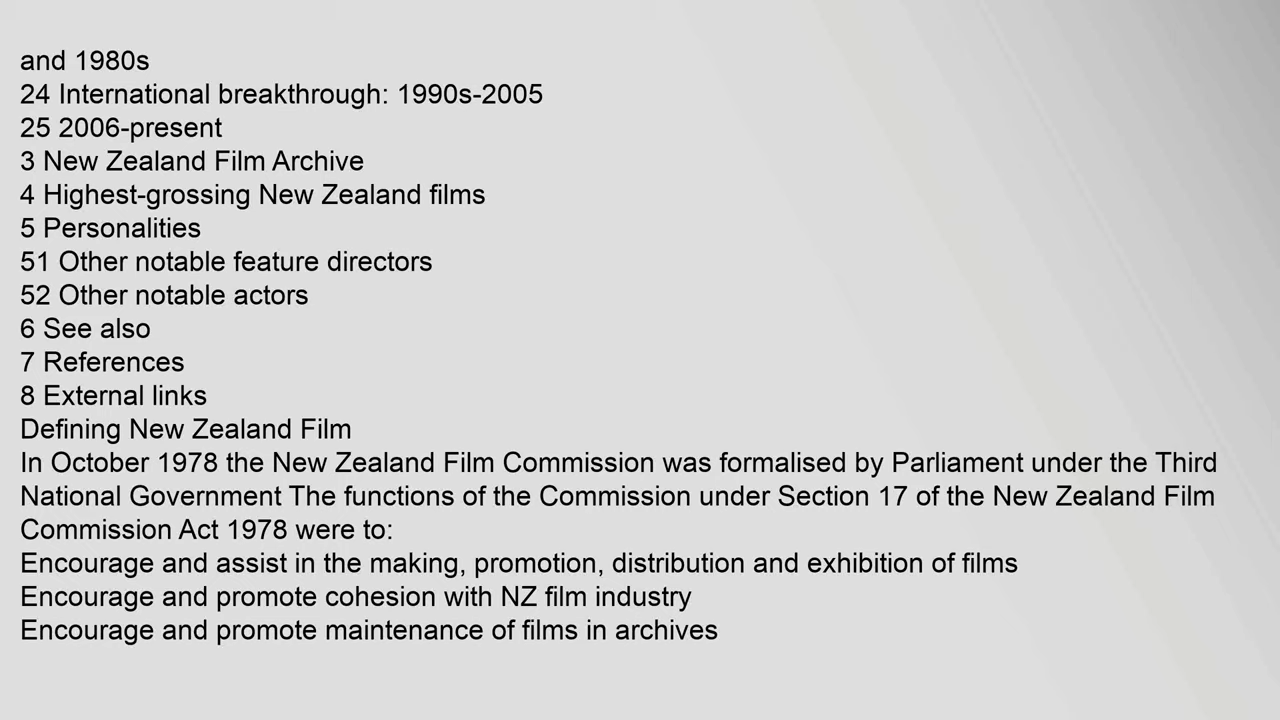 and 1980s
24 International breakthrough: 1990s-2005
25 2006-present
3 New Zealand Film Archive
4 Highest-grossing New Zealand films
5 Personalities
51 Other notable feature directors
52 Other notable actors
6 See also
7 References
8 External links
Defining New Zealand Film
In October 1978 the New Zealand Film Commission was formalised by Parliament under the Third
National Government The functions of the Commission under Section 17 of the New Zealand Film
Commission Act 1978 were to:
Encourage and assist in the making, promotion, distribution and exhibition of films
Encourage and promote cohesion with NZ film industry
Encourage and promote maintenance of films in archives